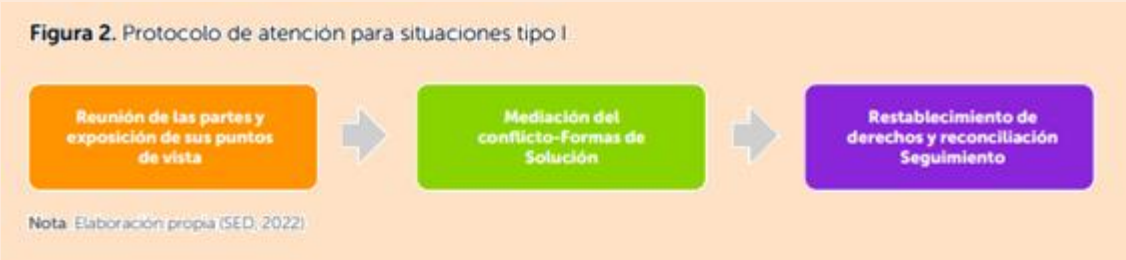 Figura 2. Protocolo de atención para situaciones tipo I
Reunión de las partes y
exposición de sus puntos
de vista
Mediación del
conflicto-Formas de
Solución
Restablecimiento de
derechos y reconciliación
Seguimiento
Nota. Elaboración propia (SED, 2022)